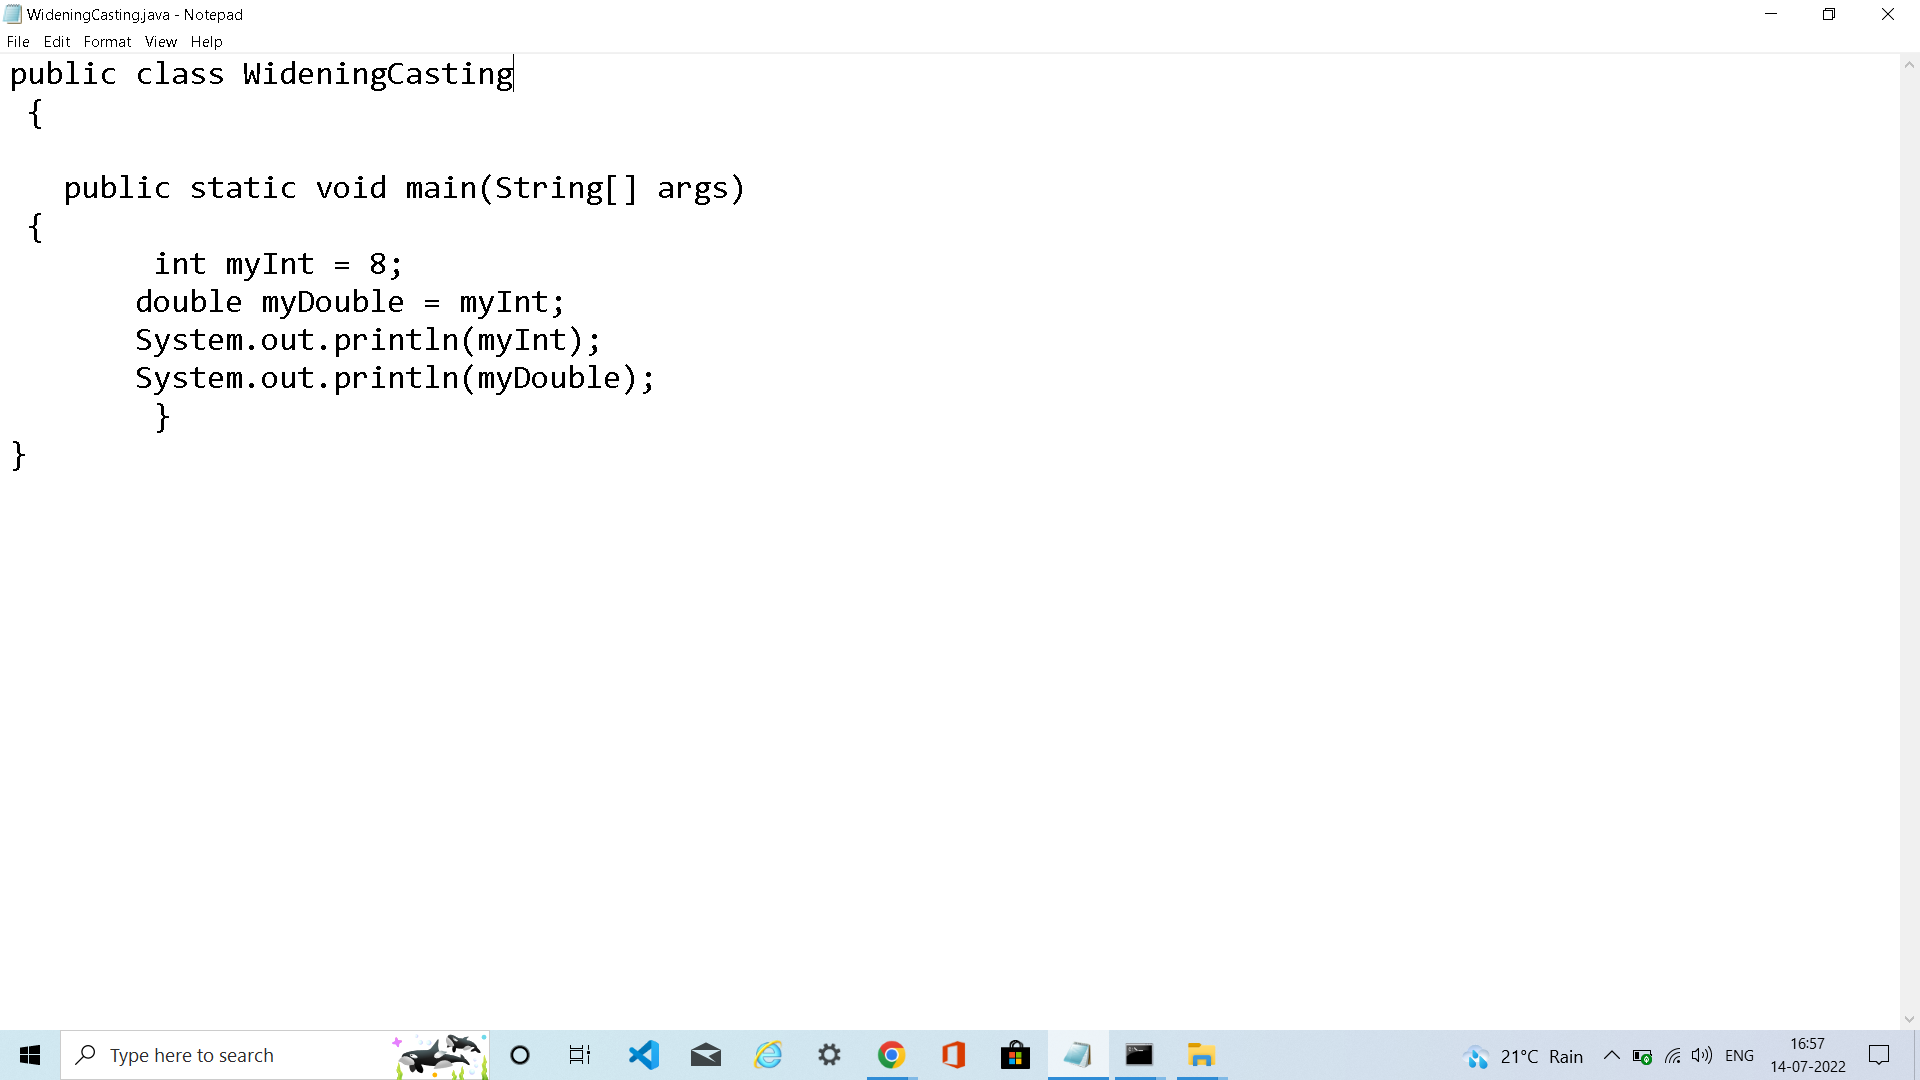 WideningCasting.java - Notepad
File Edit Format View Help
public class WideningCasting
{
public static void main(String[] args)
{
int myInt = 8;
double myDouble = myInt;
System.out.println(myInt);
System.out.println(myDouble);
}
}
Type here to search
21°C Rain
ENG
16:57
14-07-2022